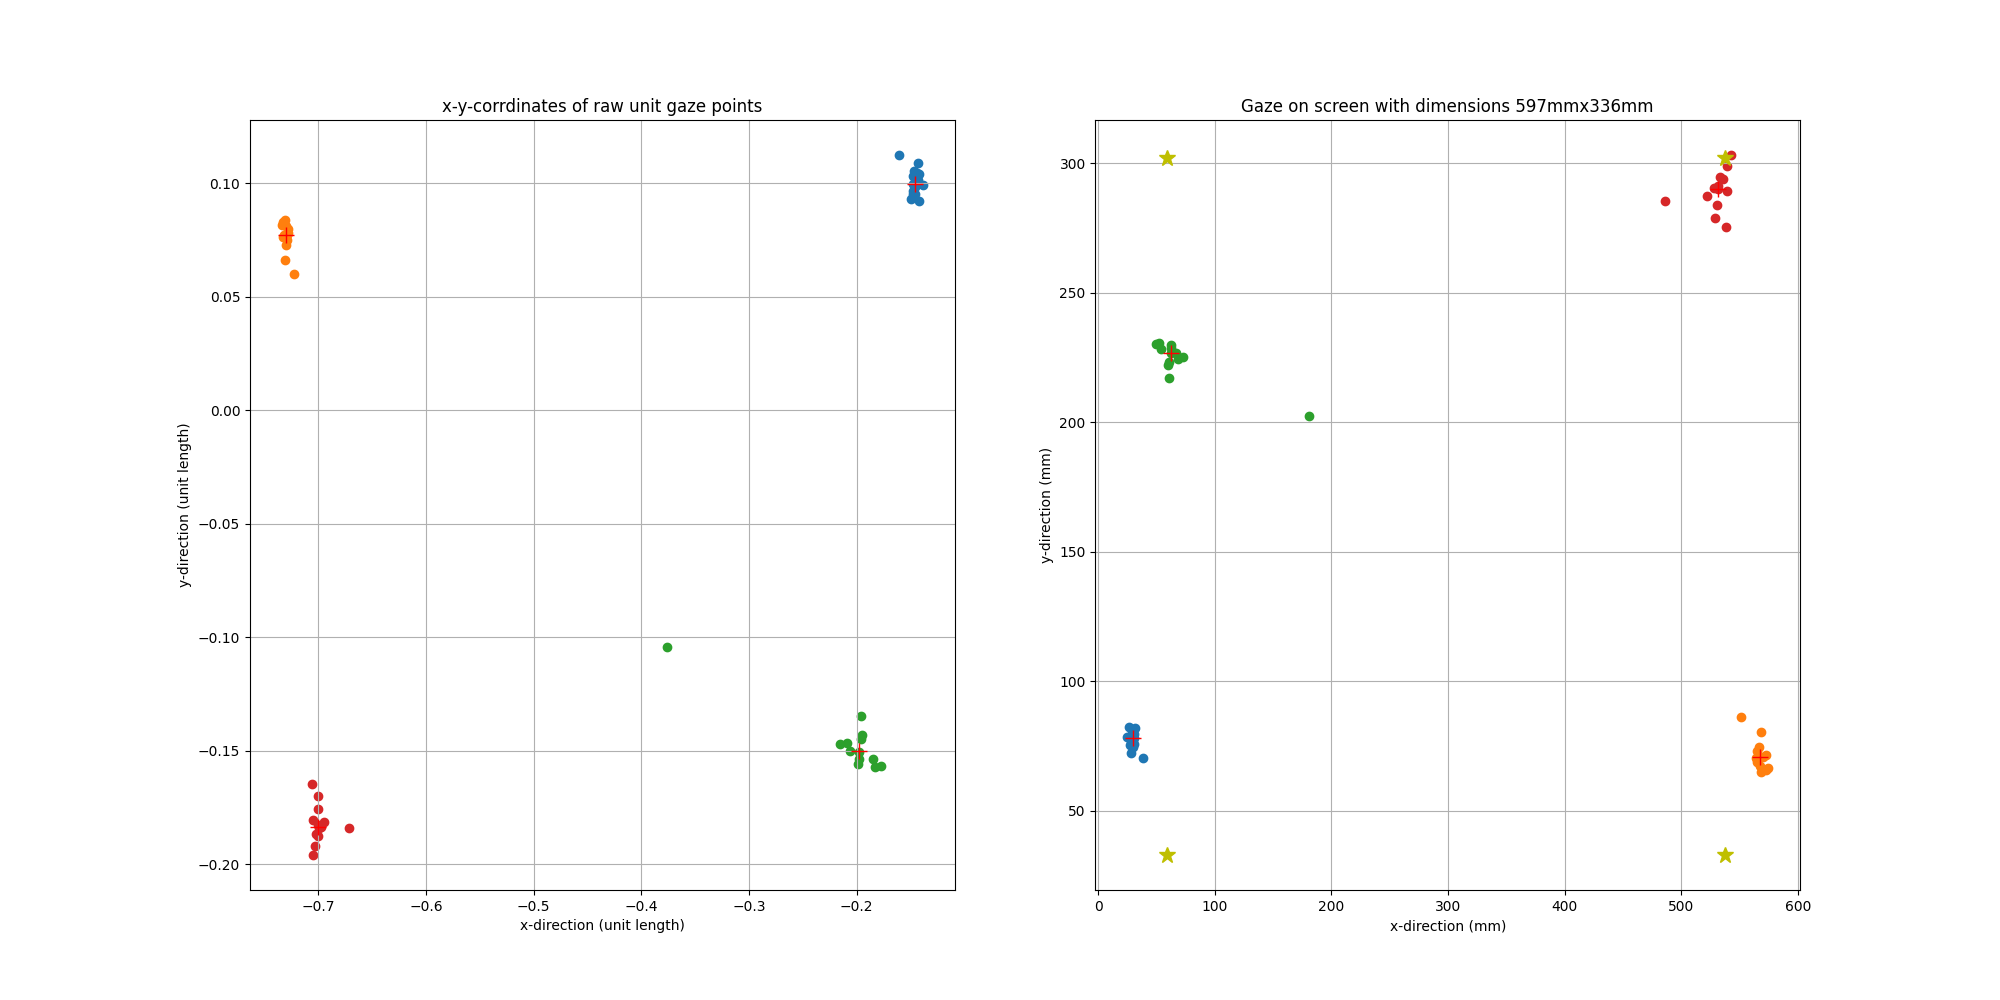 x-y-corrdinates of raw unit gaze points
0.10
0.05
0.00
−0.05
−0.10
−0.15
−0.20
y-direction (unit length)
−0.7 −0.6 −0.5 −0.4 −0.3 −0.2
x-direction (unit length)
Gaze on screen with dimensions 597mmx336mm
300
250
200
150
100
50
y-direction (mm)
0 100 200 300 400 500 600
x-direction (mm)